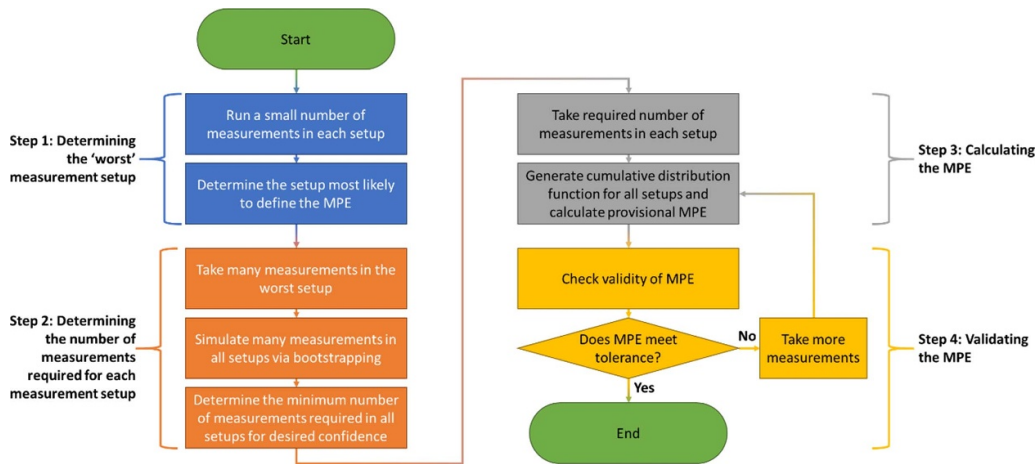 Start
Step 1: Determining
the ‘worst’
measurement setup
Run a small number of
measurements in each setup
Determine the setup most likely
to define the MPE
Step 2: Determining
the number of
measurements
required for each
measurement setup
Take many measurements in the
worst setup
Simulate many measurements in
all setups via bootstrapping
Determine the minimum number
of measurements required in all
setups for desired confidence
Take required number of
measurements in each setup
Generate cumulative distribution
function for all setups and
calculate provisional MPE
Step 3: Calculating
the MPE
Check validity of MPE
Does MPE meet
tolerance?
No
Take more
measurements
Yes
End
Step 4: Validating
the MPE